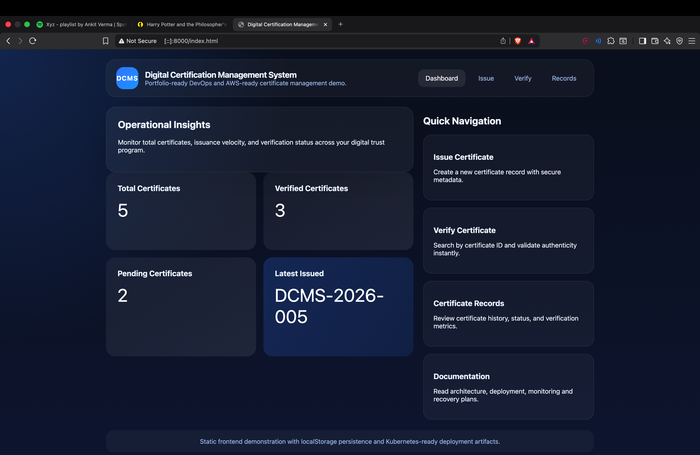 Xyz - playlist by Ankit Verma | Spo
Harry Potter and the Philosopher's
Digital Certification Managemen
Not Secure
[::]:8000/index.html
DCMS
Digital Certification Management System
Portfolio-ready DevOps and AWS-ready certificate management demo.
Dashboard
Issue
Verify
Records
Operational Insights
Monitor total certificates, issuance velocity, and verification status across your digital trust
program.
Total Certificates
5
Verified Certificates
3
Pending Certificates
2
Latest Issued
DCMS-2026-
005
Quick Navigation
Issue Certificate
Create a new certificate record with secure
metadata.
Verify Certificate
Search by certificate ID and validate authenticity
instantly.
Certificate Records
Review certificate history, status, and verification
metrics.
Documentation
Read architecture, deployment, monitoring and
recovery plans.
Static frontend demonstration with localStorage persistence and Kubernetes-ready deployment artifacts.